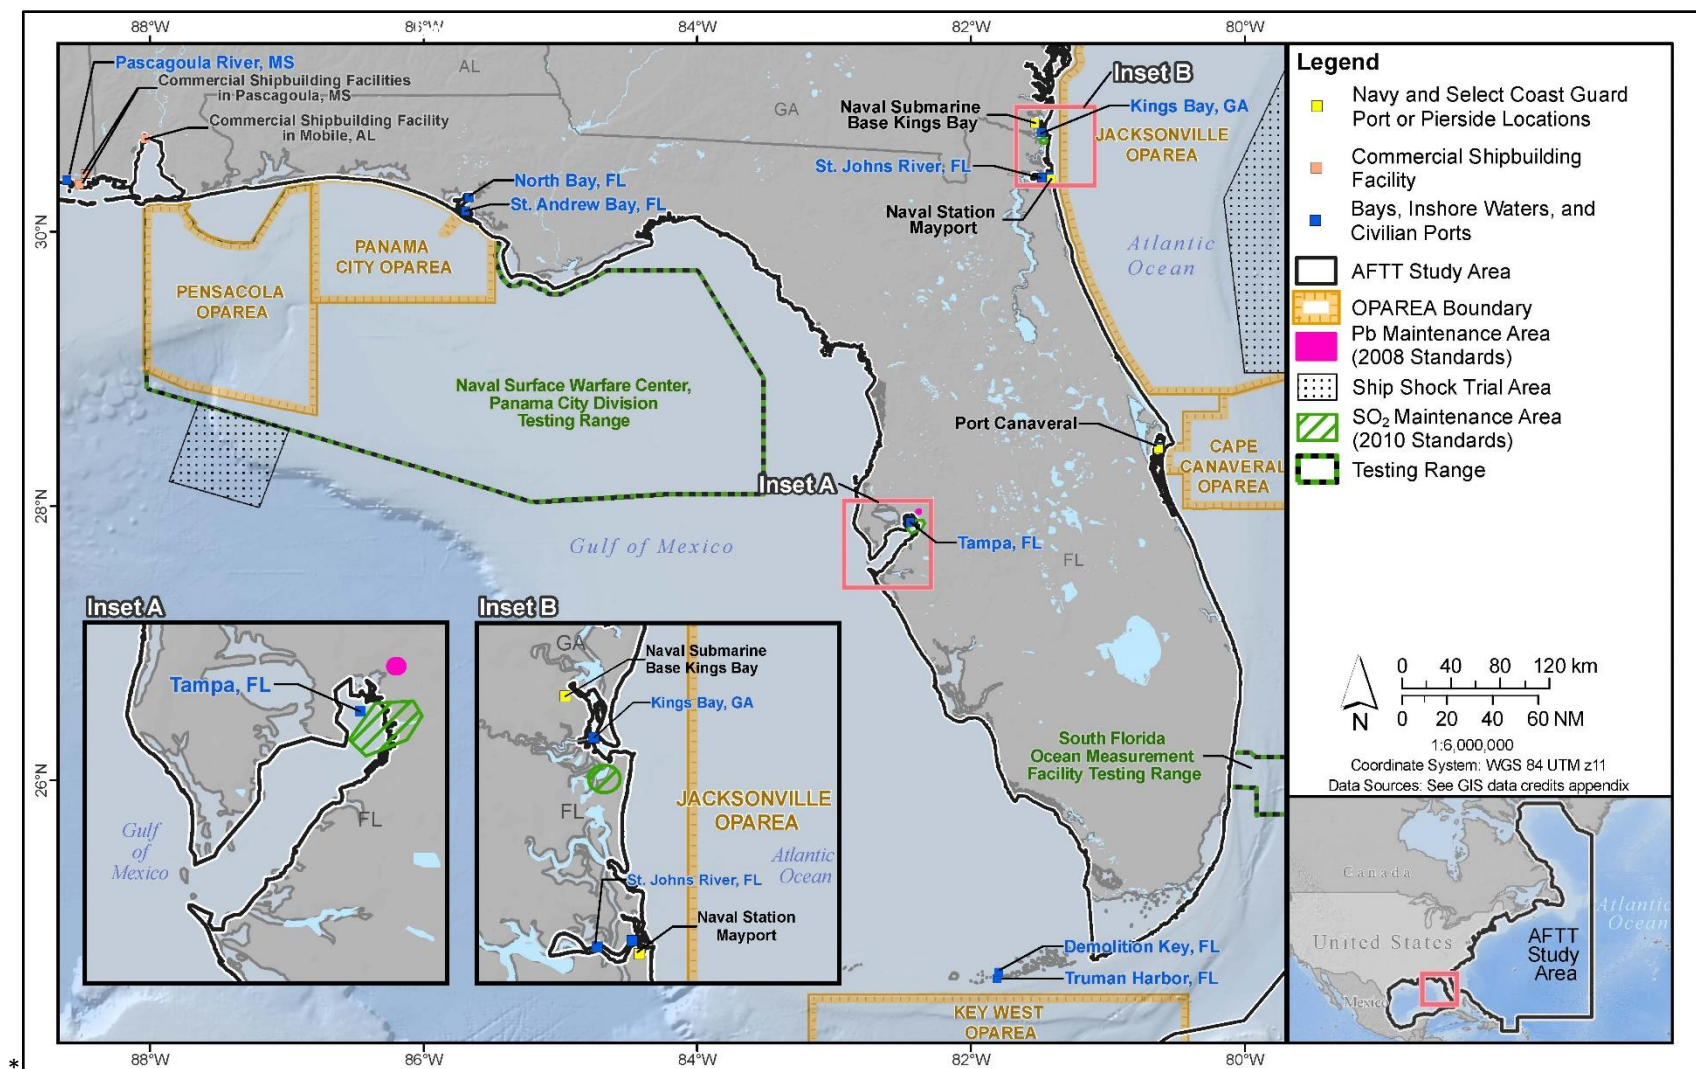 88°W
86°W
84°W
82°W
80°W
Pascagoula River, MS
Commercial Shipbuilding Facilities
in Pascagoula, MS
Commercial Shipbuilding Facility
in Mobile, AL
AL
GA
Inset B
Naval Submarine
Base Kings Bay
Kings Bay, GA
JACKSONVILLE
OPAREA
St. Johns River, FL
Naval Station
Mayport
North Bay, FL
St. Andrew Bay, FL
30°N
30°N
PANAMA
CITY OPAREA
PENSACOLA
OPAREA
Atlantic
Ocean
Naval Surface Warfare Center,
Panama City Division
Testing Range
Port Canaveral
CAPE
CANAVERAL
OPAREA
Inset A
28°N
28°N
Gulf of Mexico
Tampa, FL
FL
South Florida
Ocean Measurement
Facility Testing Range
26°N
26°N
Demolition Key, FL
Truman Harbor, FL
KEY WEST
OPAREA
Inset A
Tampa, FL
Gulf
of
Mexico
FL
Inset B
GA
Naval Submarine
Base Kings Bay
Kings Bay, GA
JACKSONVILLE
OPAREA
FL
Atlantic
Ocean
St. Johns River, FL
Naval Station
Mayport
88°W
86°W
84°W
82°W
80°W
Legend
Navy and Select Coast Guard
Port or Pierside Locations
Commercial Shipbuilding
Facility
Bays, Inshore Waters, and
Civilian Ports
AFTT Study Area
OPAREA Boundary
Pb Maintenance Area
(2008 Standards)
Ship Shock Trial Area
SO₂ Maintenance Area
(2010 Standards)
Testing Range
N
0 40 80 120 km
0 20 40 60 NM
1:6,000,000
Coordinate System: WGS 84 UTM z11
Data Sources: See GIS data credits appendix
Canada
United States
Mexico
Atlantic
Ocean
AFTT
Study
Area
*